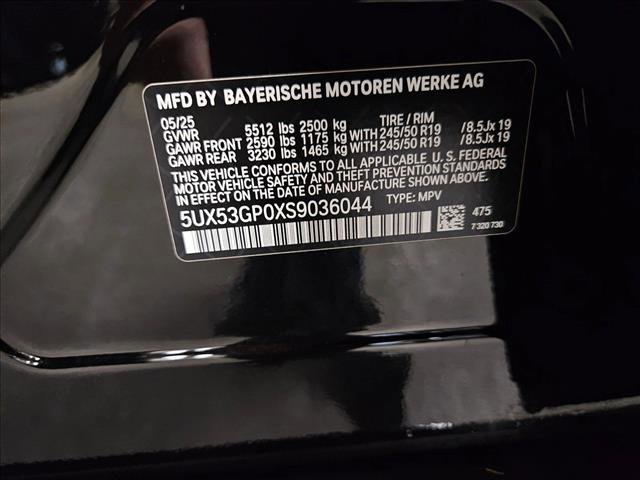 MFD BY BAYERISCHE MOTOREN WERKE AG
05/25 TIRE / RIM
GVWR 5512 lbs 2500 kg
GAWR FRONT 2590 lbs 1175 kg WITH 245/50 R19 /8.5Jx 19
GAWR REAR 3230 lbs 1465 kg WITH 245/50 R19 /8.5Jx 19
THIS VEHICLE CONFORMS TO ALL APPLICABLE U.S. FEDERAL
MOTOR VEHICLE SAFETY AND THEFT PREVENTION STANDARDS
IN EFFECT ON THE DATE OF MANUFACTURE SHOWN ABOVE.
5UX53GP0XS9036044 TYPE: MPV
475
7 320 730